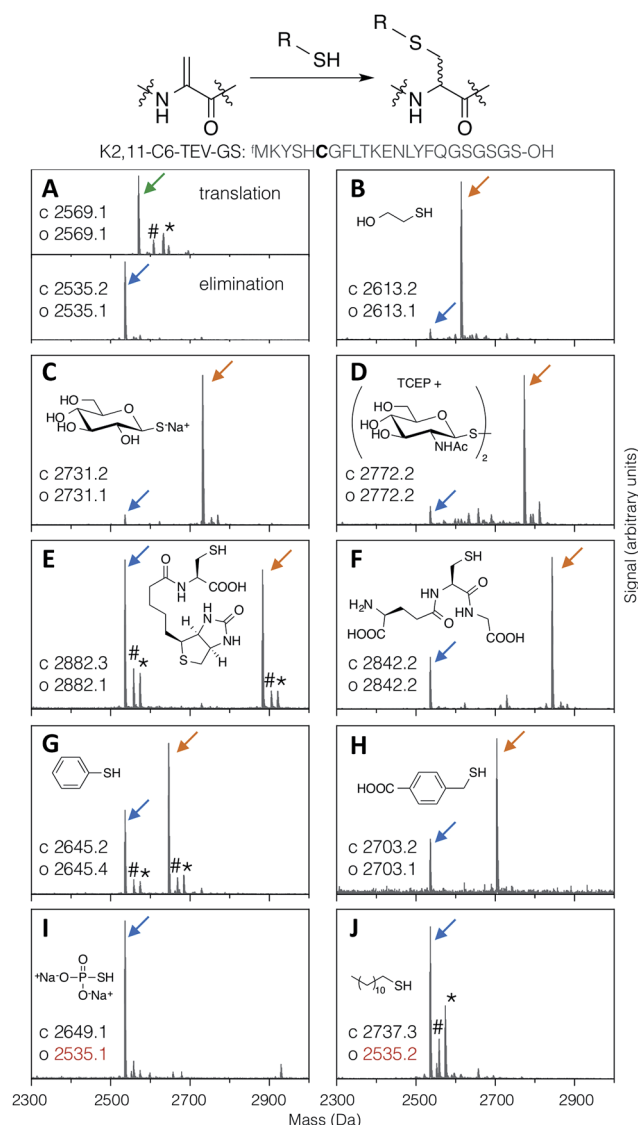 R
S
R
SH
N
H
O
N
H
O
K2,11-C6-TEV-GS: fMKYSHCGFLTKENLYFQGSGSGS-OH
A
translation
c 2569.1
o 2569.1
# *
c 2535.2
elimination
o 2535.1
B
HO
SH
c 2613.2
o 2613.1
C
HO
HO
HO
O
OH
S-Na+
c 2731.2
o 2731.1
D
TCEP +
HO
HO
HO
O
NHAc
S
2
c 2772.2
o 2772.2
E
O
SH
N
H
COOH
HN
O
NH
H
H
S
c 2882.3
o 2882.1
# *
# *
F
SH
H2N
HN
O
HN
HOOC
O
COOH
c 2842.2
o 2842.2
G
SH
c 2645.2
o 2645.4
# *
# *
H
SH
HOOC
c 2703.2
o 2703.1
I
O
+Na-O-P-SH
O-Na+
c 2649.1
o 2535.1
J
( )10 SH
*
#
c 2737.3
o 2535.2
2300 2500 2700 2900
2300 2500 2700 2900
Mass (Da)
Signal (arbitrary units)